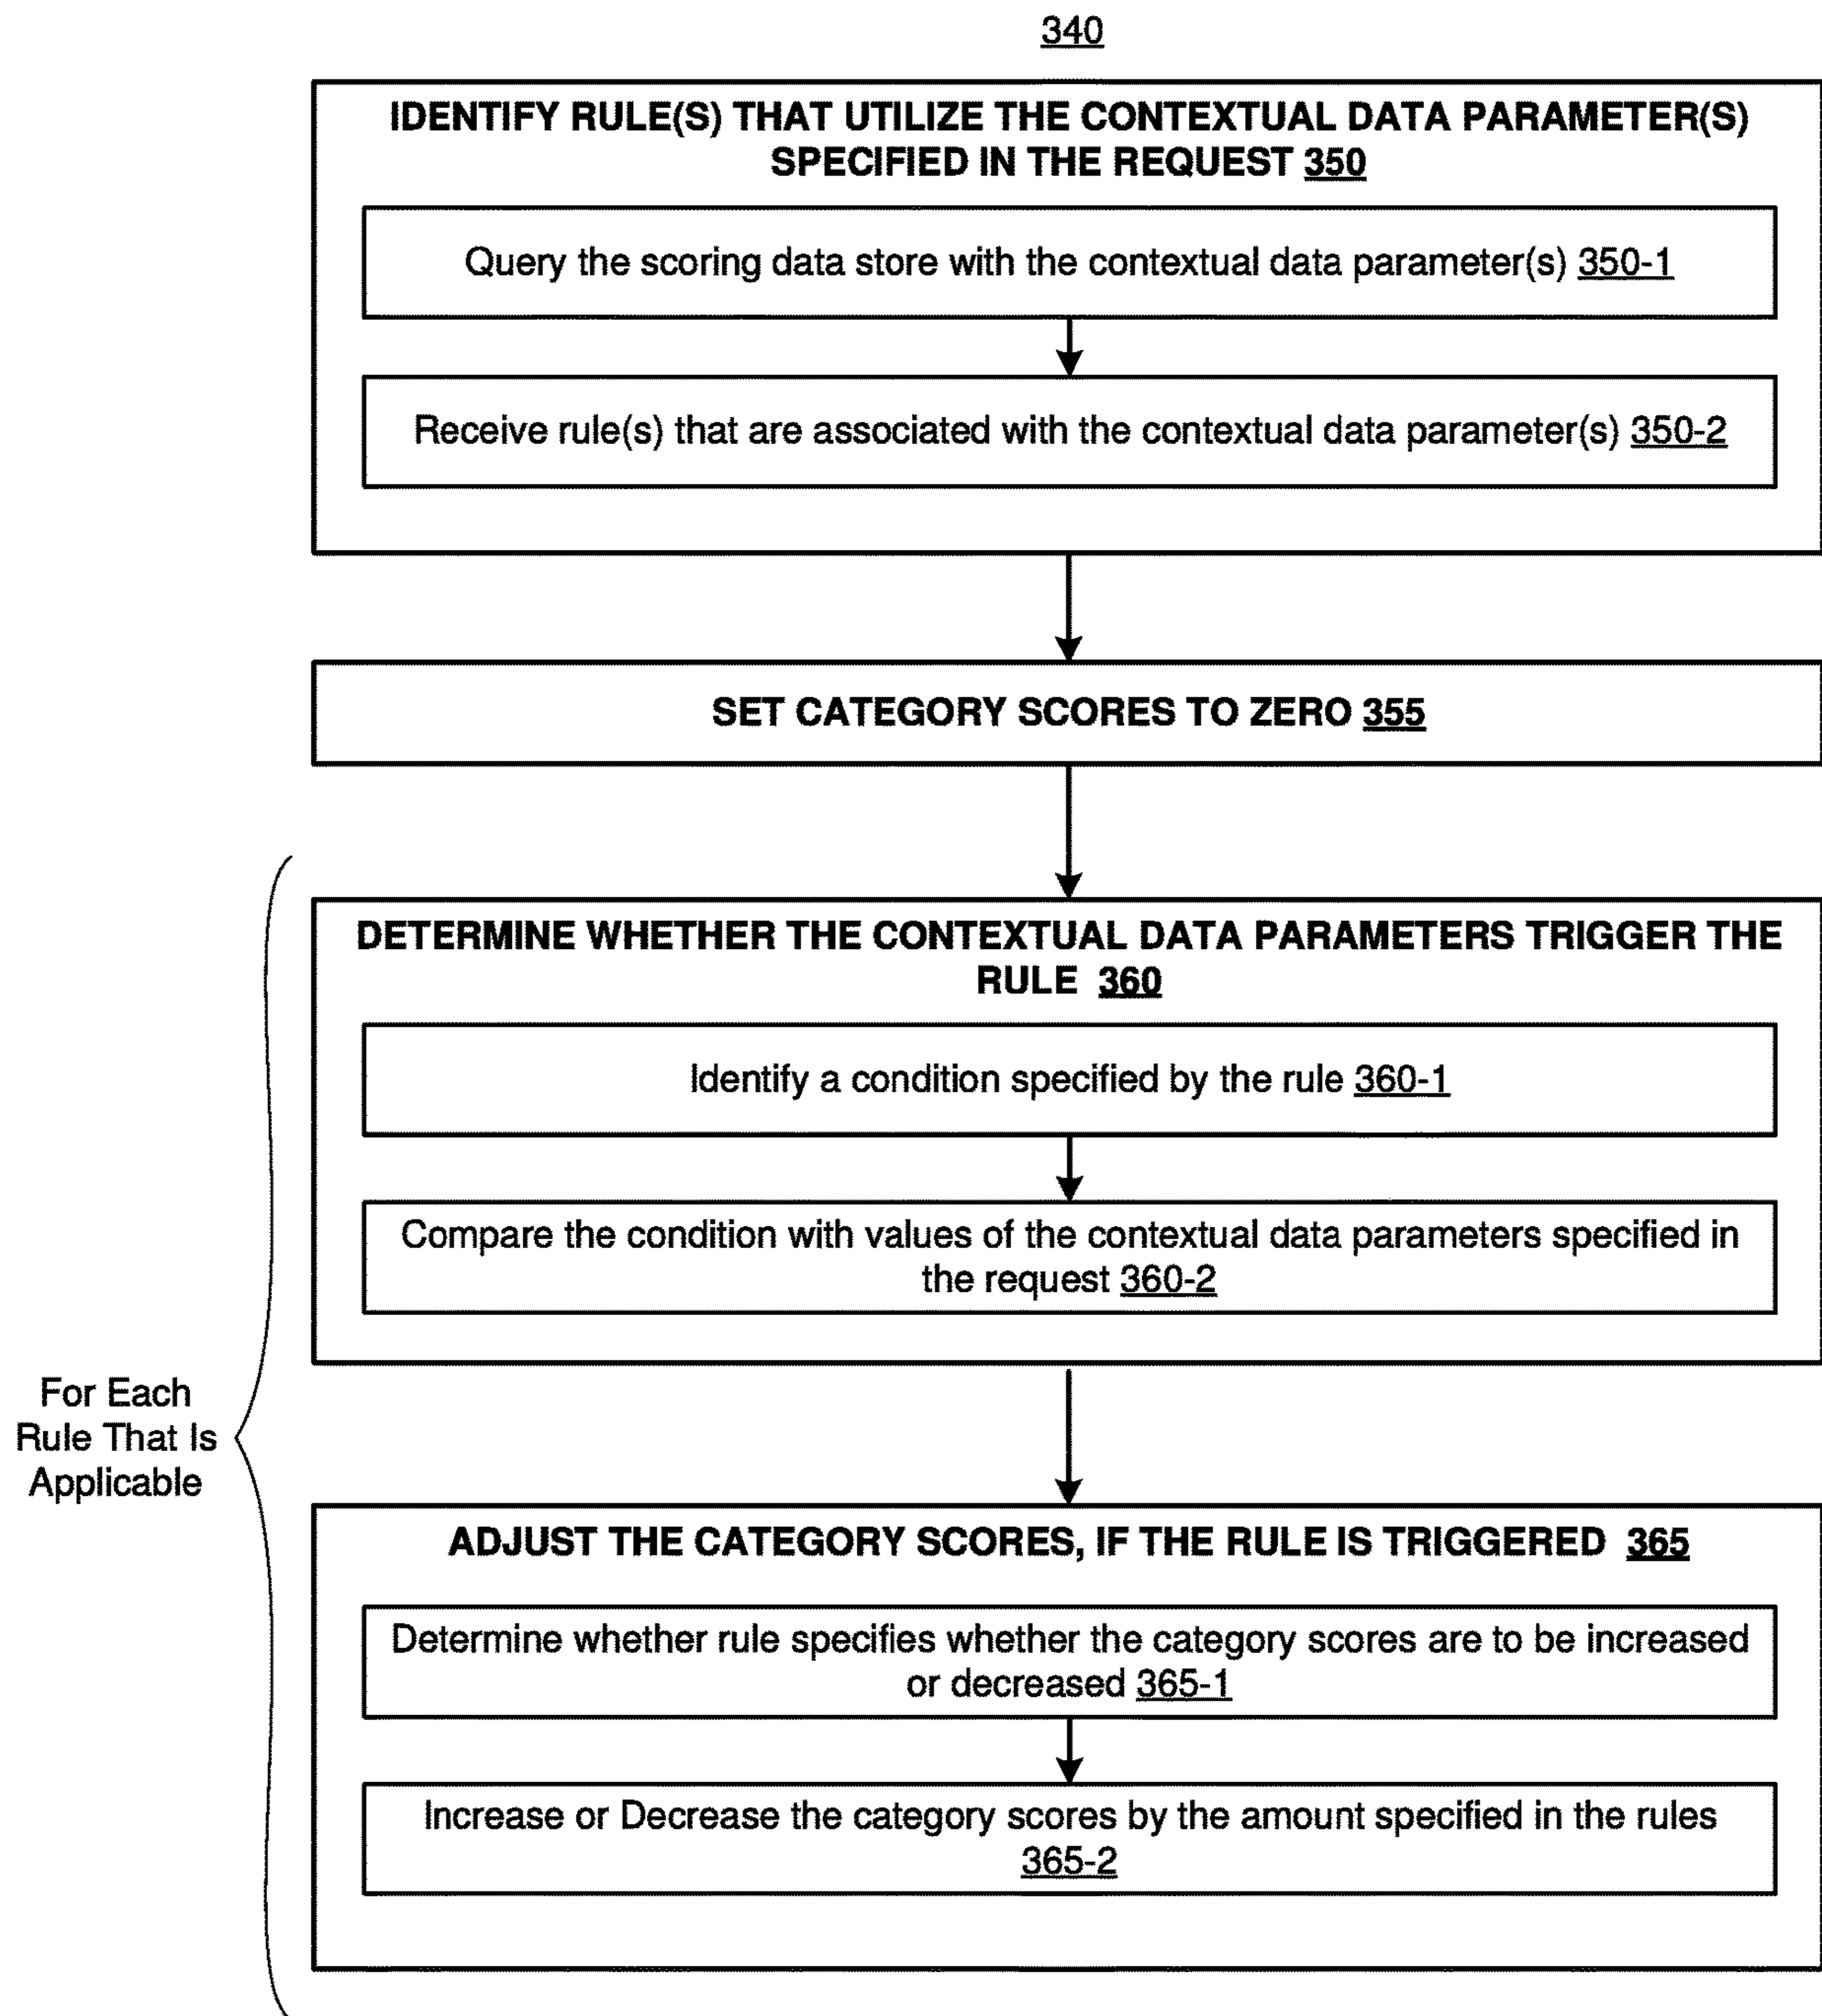 340
IDENTIFY RULE(S) THAT UTILIZE THE CONTEXTUAL DATA PARAMETER(S)
SPECIFIED IN THE REQUEST 350
Query the scoring data store with the contextual data parameter(s) 350-1
Receive rule(s) that are associated with the contextual data parameter(s) 350-2
SET CATEGORY SCORES TO ZERO 355
For Each
Rule That Is
Applicable
DETERMINE WHETHER THE CONTEXTUAL DATA PARAMETERS TRIGGER THE
RULE 360
Identify a condition specified by the rule 360-1
Compare the condition with values of the contextual data parameters specified in
the request 360-2
ADJUST THE CATEGORY SCORES, IF THE RULE IS TRIGGERED 365
Determine whether rule specifies whether the category scores are to be increased
or decreased 365-1
Increase or Decrease the category scores by the amount specified in the rules
365-2